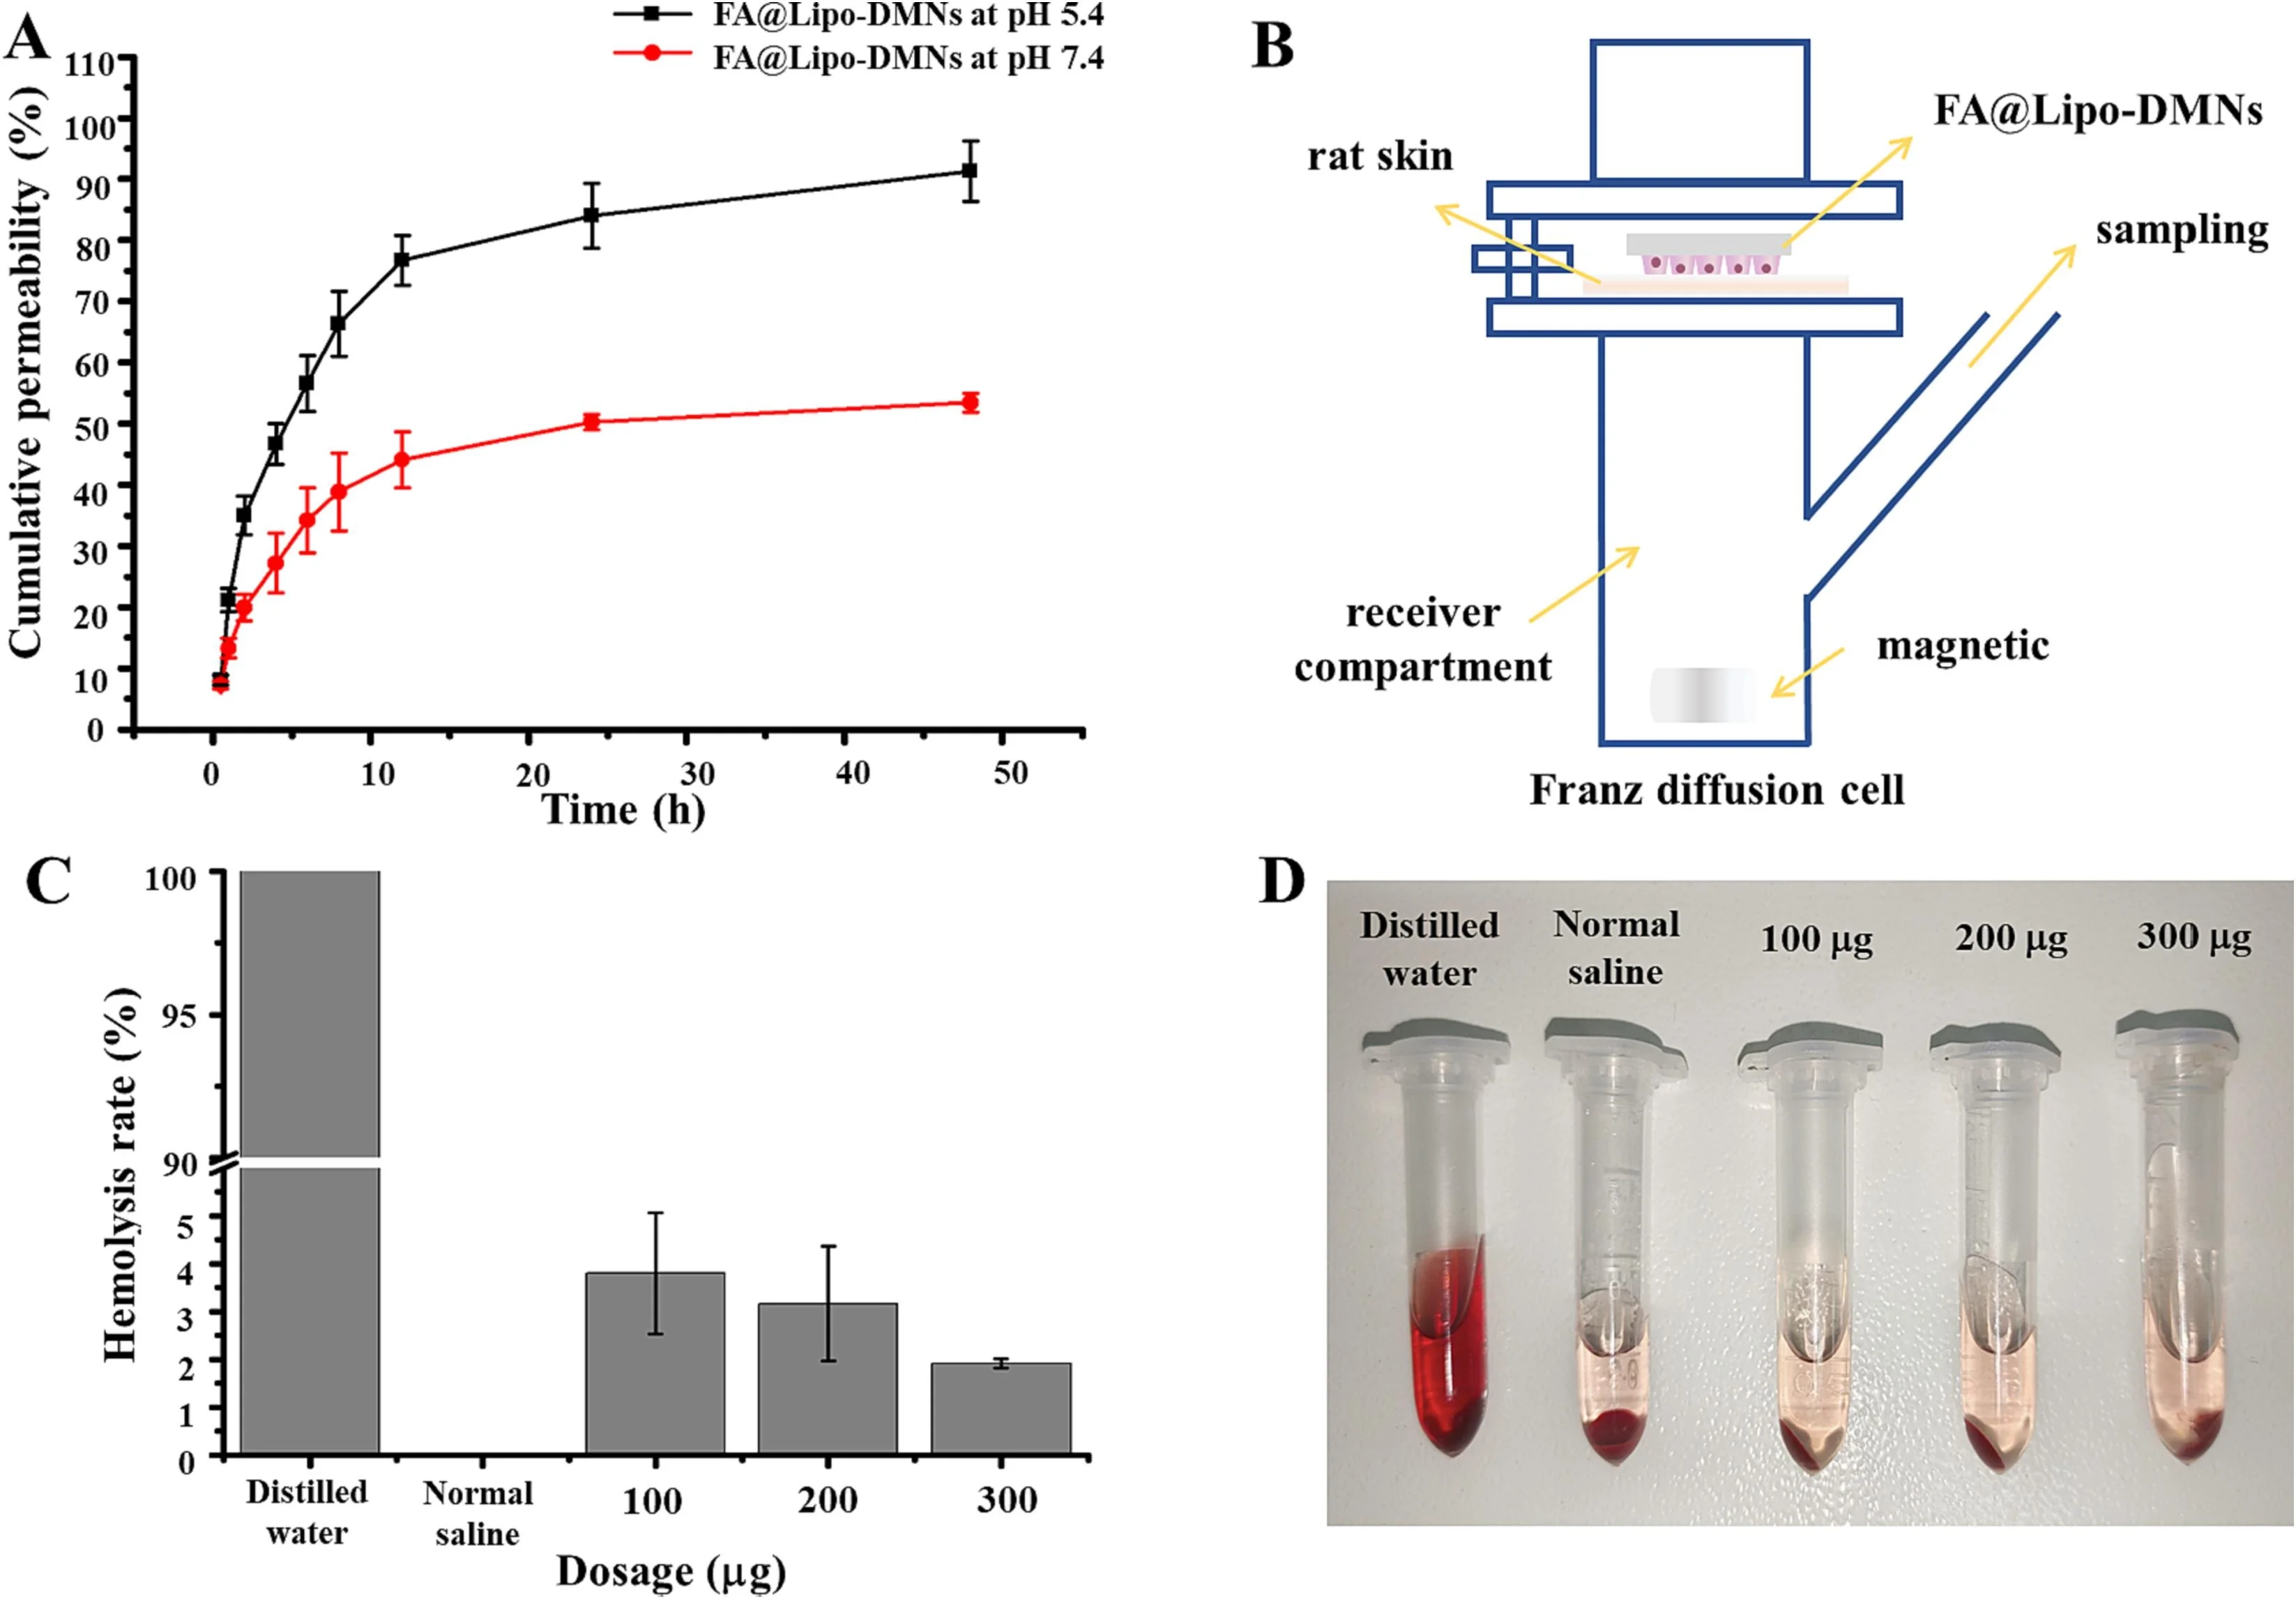 A
FA@Lipo-DMNs at pH 5.4
FA@Lipo-DMNs at pH 7.4
Cumulative permeability (%)
110
100
90
80
70
60
50
40
30
20
10
0
0 10 20 30 40 50
Time (h)
B
FA@Lipo-DMNs
rat skin
sampling
receiver
compartment
magnetic
Franz diffusion cell
C
Hemolysis rate (%)
100
95
90
5
4
3
2
1
0
Distilled
water
Normal
saline
100
200
300
Dosage (μg)
D
Distilled
water
Normal
saline
100 μg
200 μg
300 μg